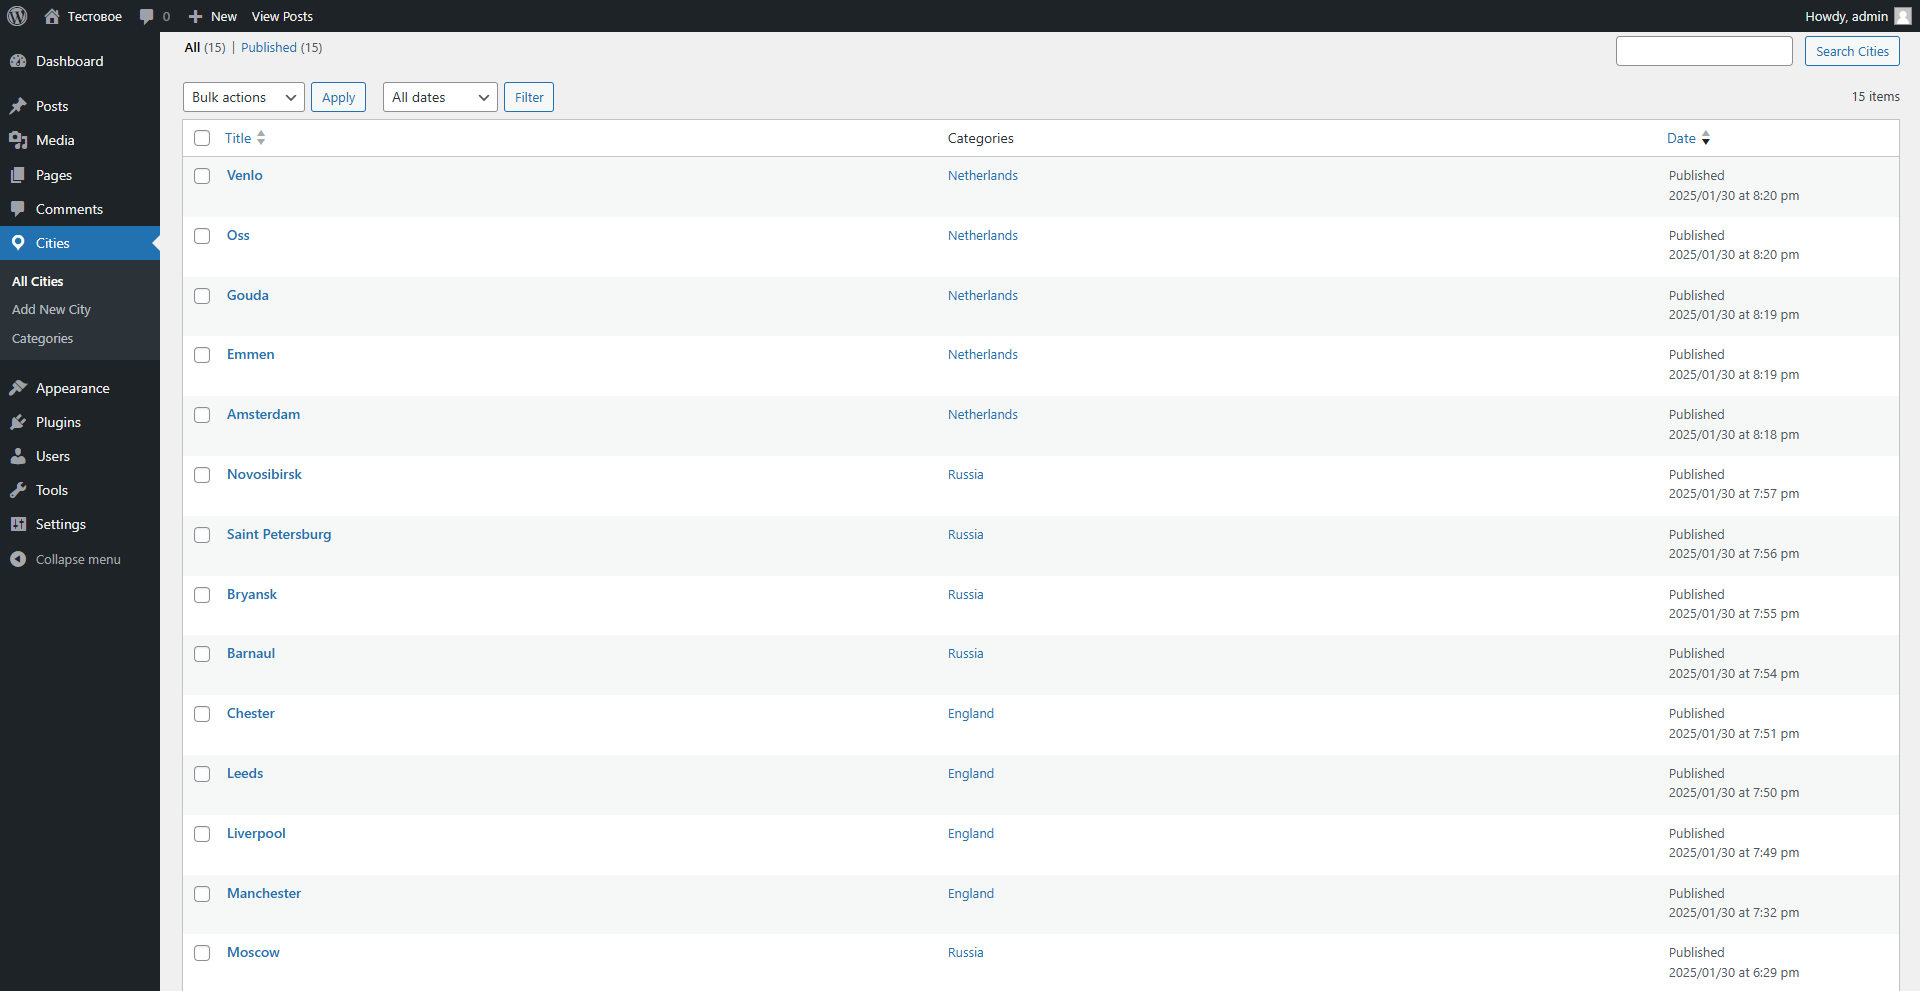 Тестовое 0 New View Posts Howdy, admin
Dashboard
Posts
Media
Pages
Comments
Cities
All Cities
Add New City
Categories
Appearance
Plugins
Users
Tools
Settings
Collapse menu
All (15) | Published (15)
Search Cities
Bulk actions Apply All dates Filter 15 items
Title Categories Date
Venlo Netherlands Published
2025/01/30 at 8:20 pm
Oss Netherlands Published
2025/01/30 at 8:20 pm
Gouda Netherlands Published
2025/01/30 at 8:19 pm
Emmen Netherlands Published
2025/01/30 at 8:19 pm
Amsterdam Netherlands Published
2025/01/30 at 8:18 pm
Novosibirsk Russia Published
2025/01/30 at 7:57 pm
Saint Petersburg Russia Published
2025/01/30 at 7:56 pm
Bryansk Russia Published
2025/01/30 at 7:55 pm
Barnaul Russia Published
2025/01/30 at 7:54 pm
Chester England Published
2025/01/30 at 7:51 pm
Leeds England Published
2025/01/30 at 7:50 pm
Liverpool England Published
2025/01/30 at 7:49 pm
Manchester England Published
2025/01/30 at 7:32 pm
Moscow Russia Published
2025/01/30 at 6:29 pm